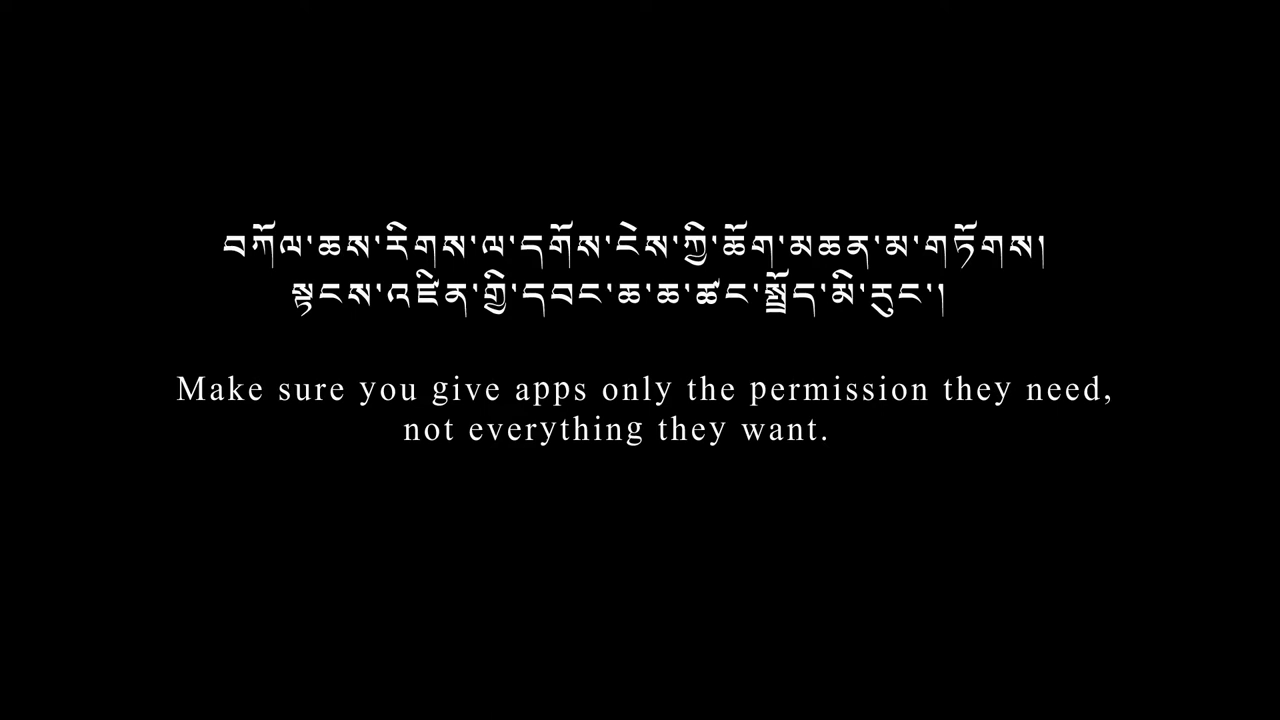 བཀོལ་ཆས་རིགས་ལ་དགོས་ངེས་ཀྱི་ཆོག་མཆན་མ་གཏོགས།
སྟངས་འཛིན་གྱི་དབང་ཆ་ཆ་ཚང་སྤྲོད་མི་རུང་།
Make sure you give apps only the permission they need,
not everything they want.